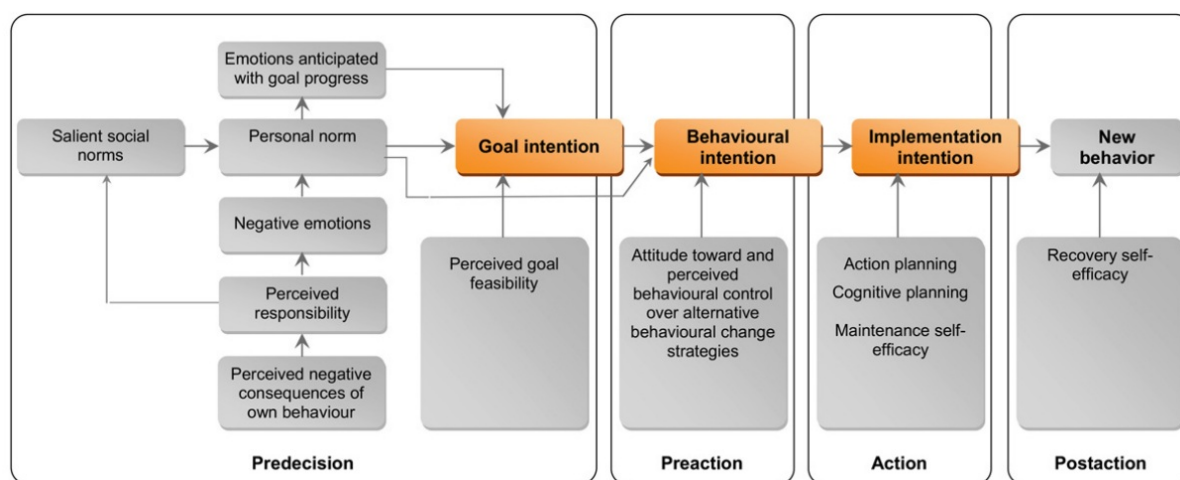 Emotions anticipated
with goal progress
Salient social
norms
Personal norm
Goal intention
Behavioural
intention
Implementation
intention
New
behavior
Negative emotions
Perceived
responsibility
Perceived negative
consequences of
own behaviour
Perceived goal
feasibility
Attitude toward and
perceived
behavioural control
over alternative
behavioural change
strategies
Action planning
Cognitive planning
Maintenance self-
efficacy
Recovery self-
efficacy
Predecision
Preaction
Action
Postaction